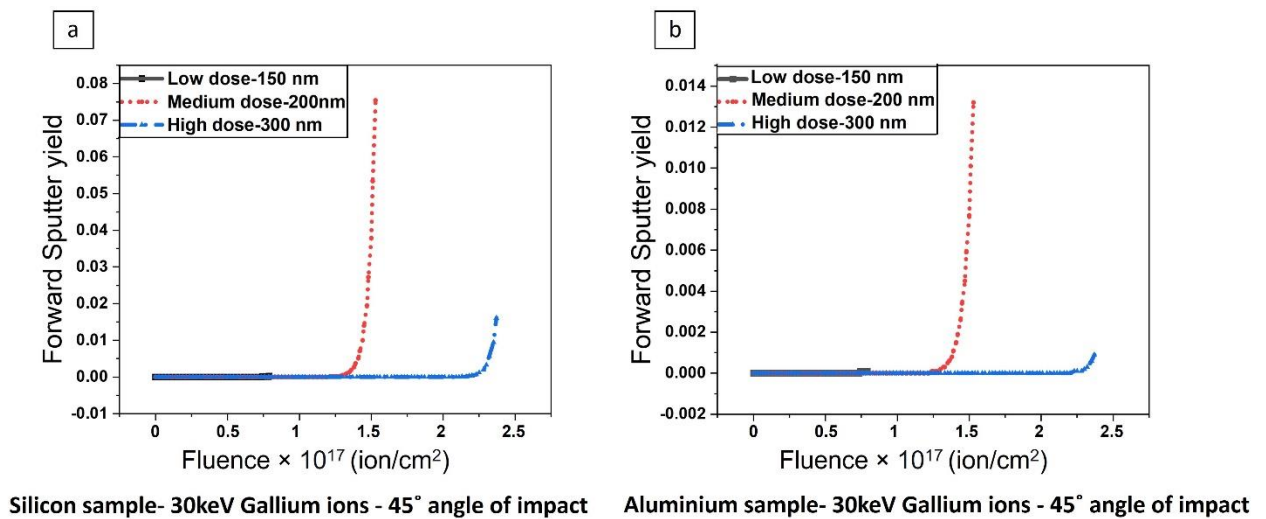 a
Forward Sputter yield
0.08
0.07
0.06
0.05
0.04
0.03
0.02
0.01
0.00
-0.01
Low dose-150 nm
Medium dose-200nm
High dose-300 nm
0
0.5
1
1.5
2
2.5
Fluence × 10¹⁷ (ion/cm²)
Silicon sample- 30keV Gallium ions - 45˚ angle of impact
b
Forward Sputter yield
0.014
0.012
0.010
0.008
0.006
0.004
0.002
0.000
-0.002
Low dose-150 nm
Medium dose-200 nm
High dose-300 nm
0
0.5
1
1.5
2
2.5
Fluence × 10¹⁷ (ion/cm²)
Aluminium sample- 30keV Gallium ions - 45˚ angle of impact